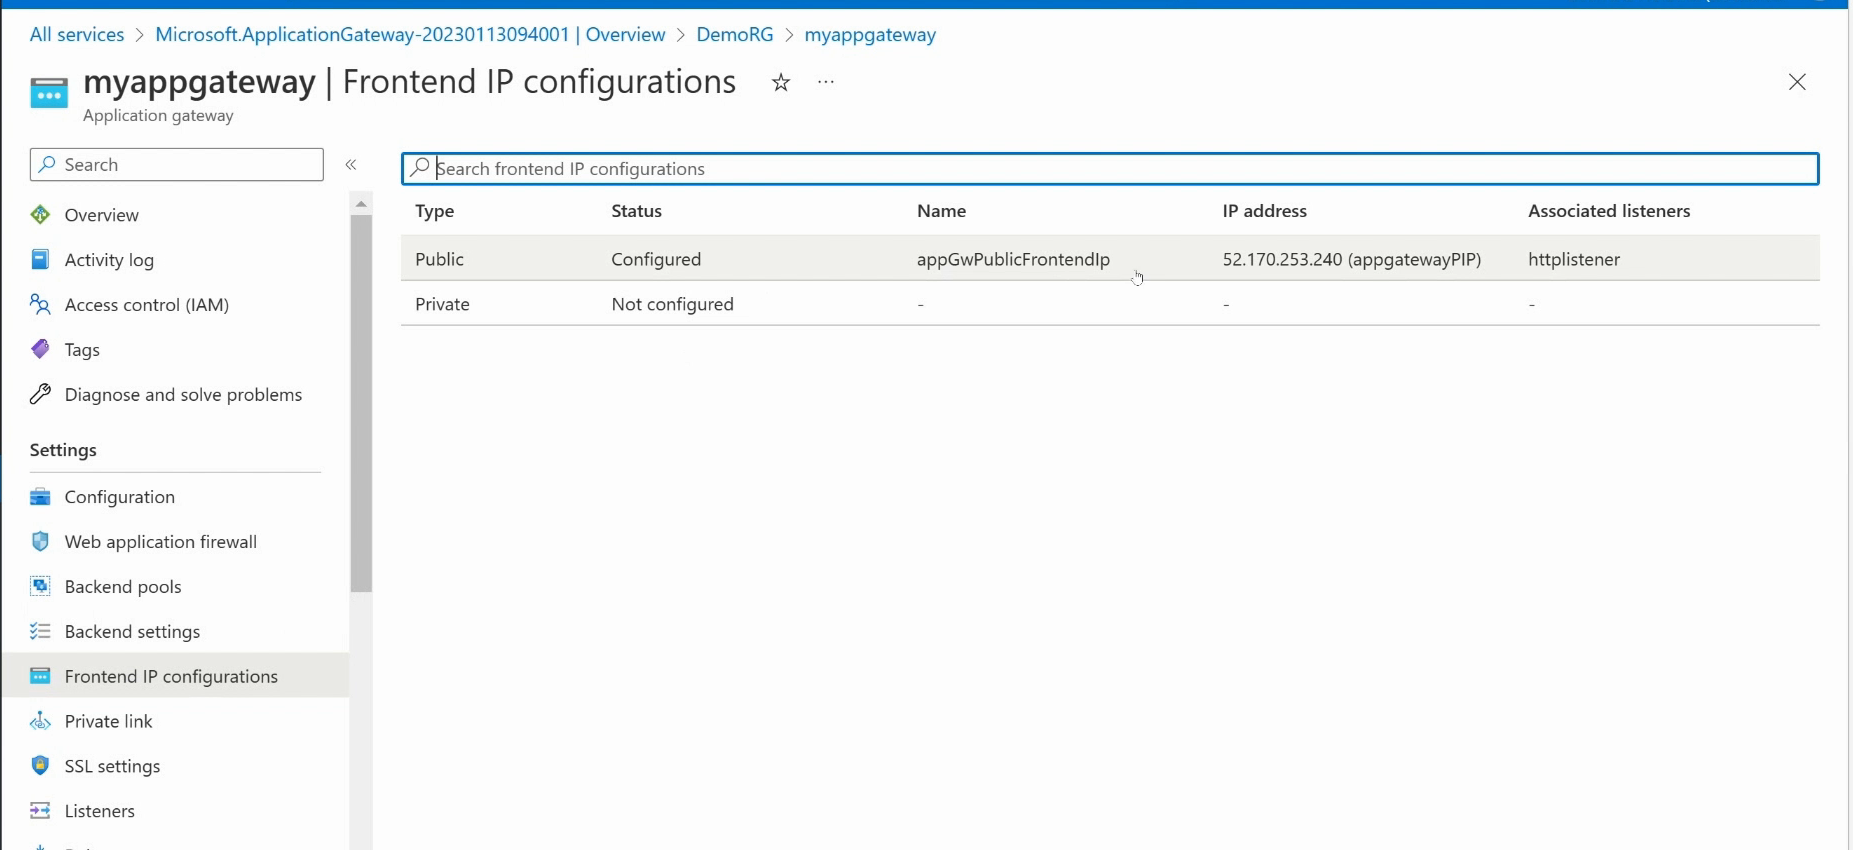 All services > Microsoft.ApplicationGateway-20230113094001 | Overview > DemoRG > myappgateway
myappgateway | Frontend IP configurations
Application gateway
Search
Overview
Activity log
Access control (IAM)
Tags
Diagnose and solve problems
Settings
Configuration
Web application firewall
Backend pools
Backend settings
Frontend IP configurations
Private link
SSL settings
Listeners
Search frontend IP configurations
Type Status Name IP address Associated listeners
Public Configured appGwPublicFrontendIp 52.170.253.240 (appgatewayPIP) httplistener
Private Not configured - - -